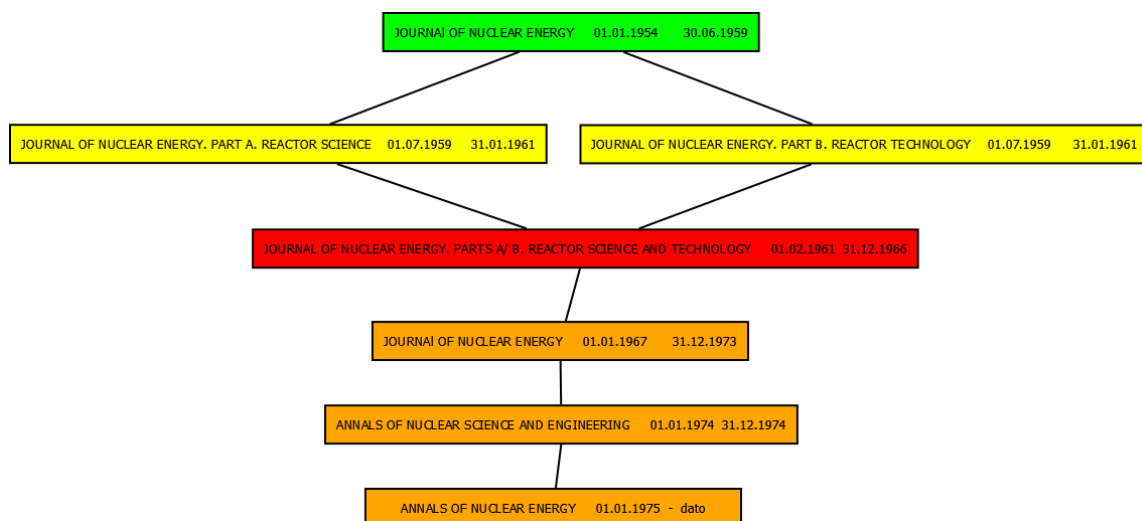 JOURNAl OF NUCLEAR ENERGY 01.01.1954 30.06.1959
JOURNAL OF NUCLEAR ENERGY. PART A. REACTOR SCIENCE 01.07.1959 31.01.1961
JOURNAL OF NUCLEAR ENERGY. PART B. REACTOR TECHNOLOGY 01.07.1959 31.01.1961
JOURNAL OF NUCLEAR ENERGY. PARTS A/ B. REACTOR SCIENCE AND TECHNOLOGY 01.02.1961 31.12.1966
JOURNAl OF NUCLEAR ENERGY 01.01.1967 31.12.1973
ANNALS OF NUCLEAR SCIENCE AND ENGINEERING 01.01.1974 31.12.1974
ANNALS OF NUCLEAR ENERGY 01.01.1975 - dato